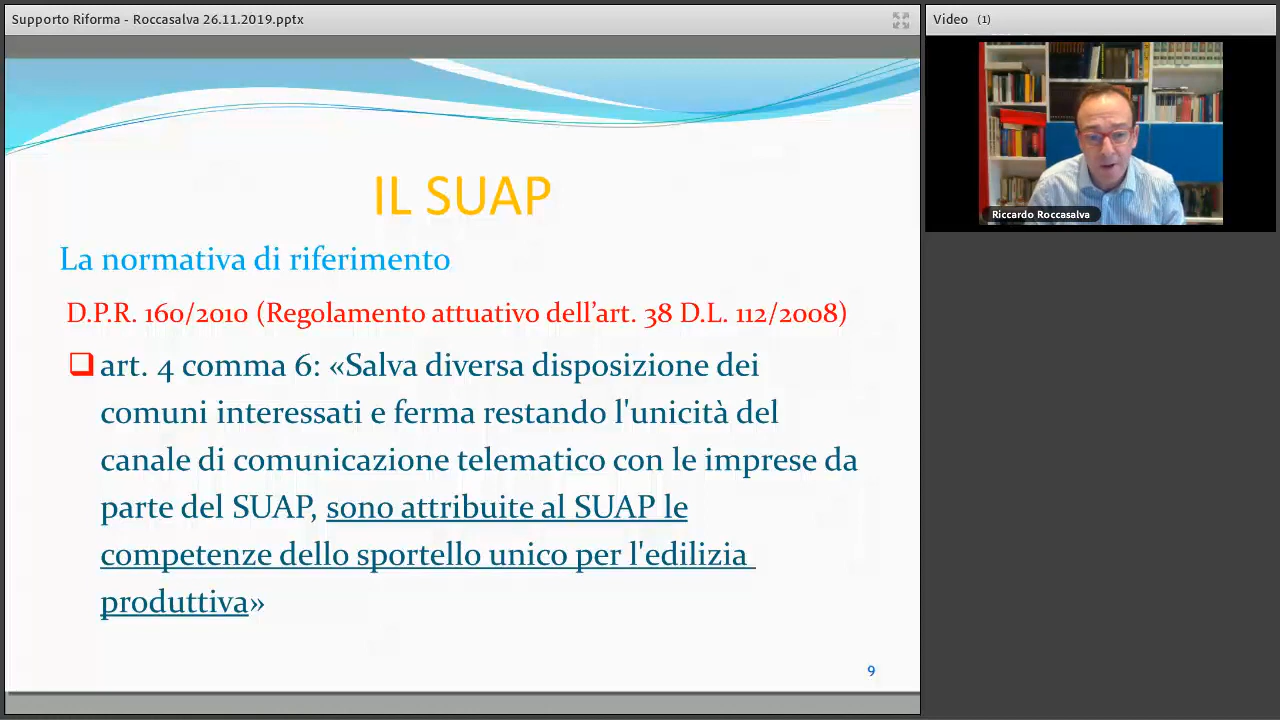 Supporto Riforma - Roccasalva 26.11.2019.pptx
Video (1)
Riccardo Roccasalva
IL SUAP
La normativa di riferimento
D.P.R. 160/2010 (Regolamento attuativo dell’art. 38 D.L. 112/2008)
art. 4 comma 6: «Salva diversa disposizione dei
comuni interessati e ferma restando l'unicità del
canale di comunicazione telematico con le imprese da
parte del SUAP, sono attribuite al SUAP le
competenze dello sportello unico per l'edilizia
produttiva»
9